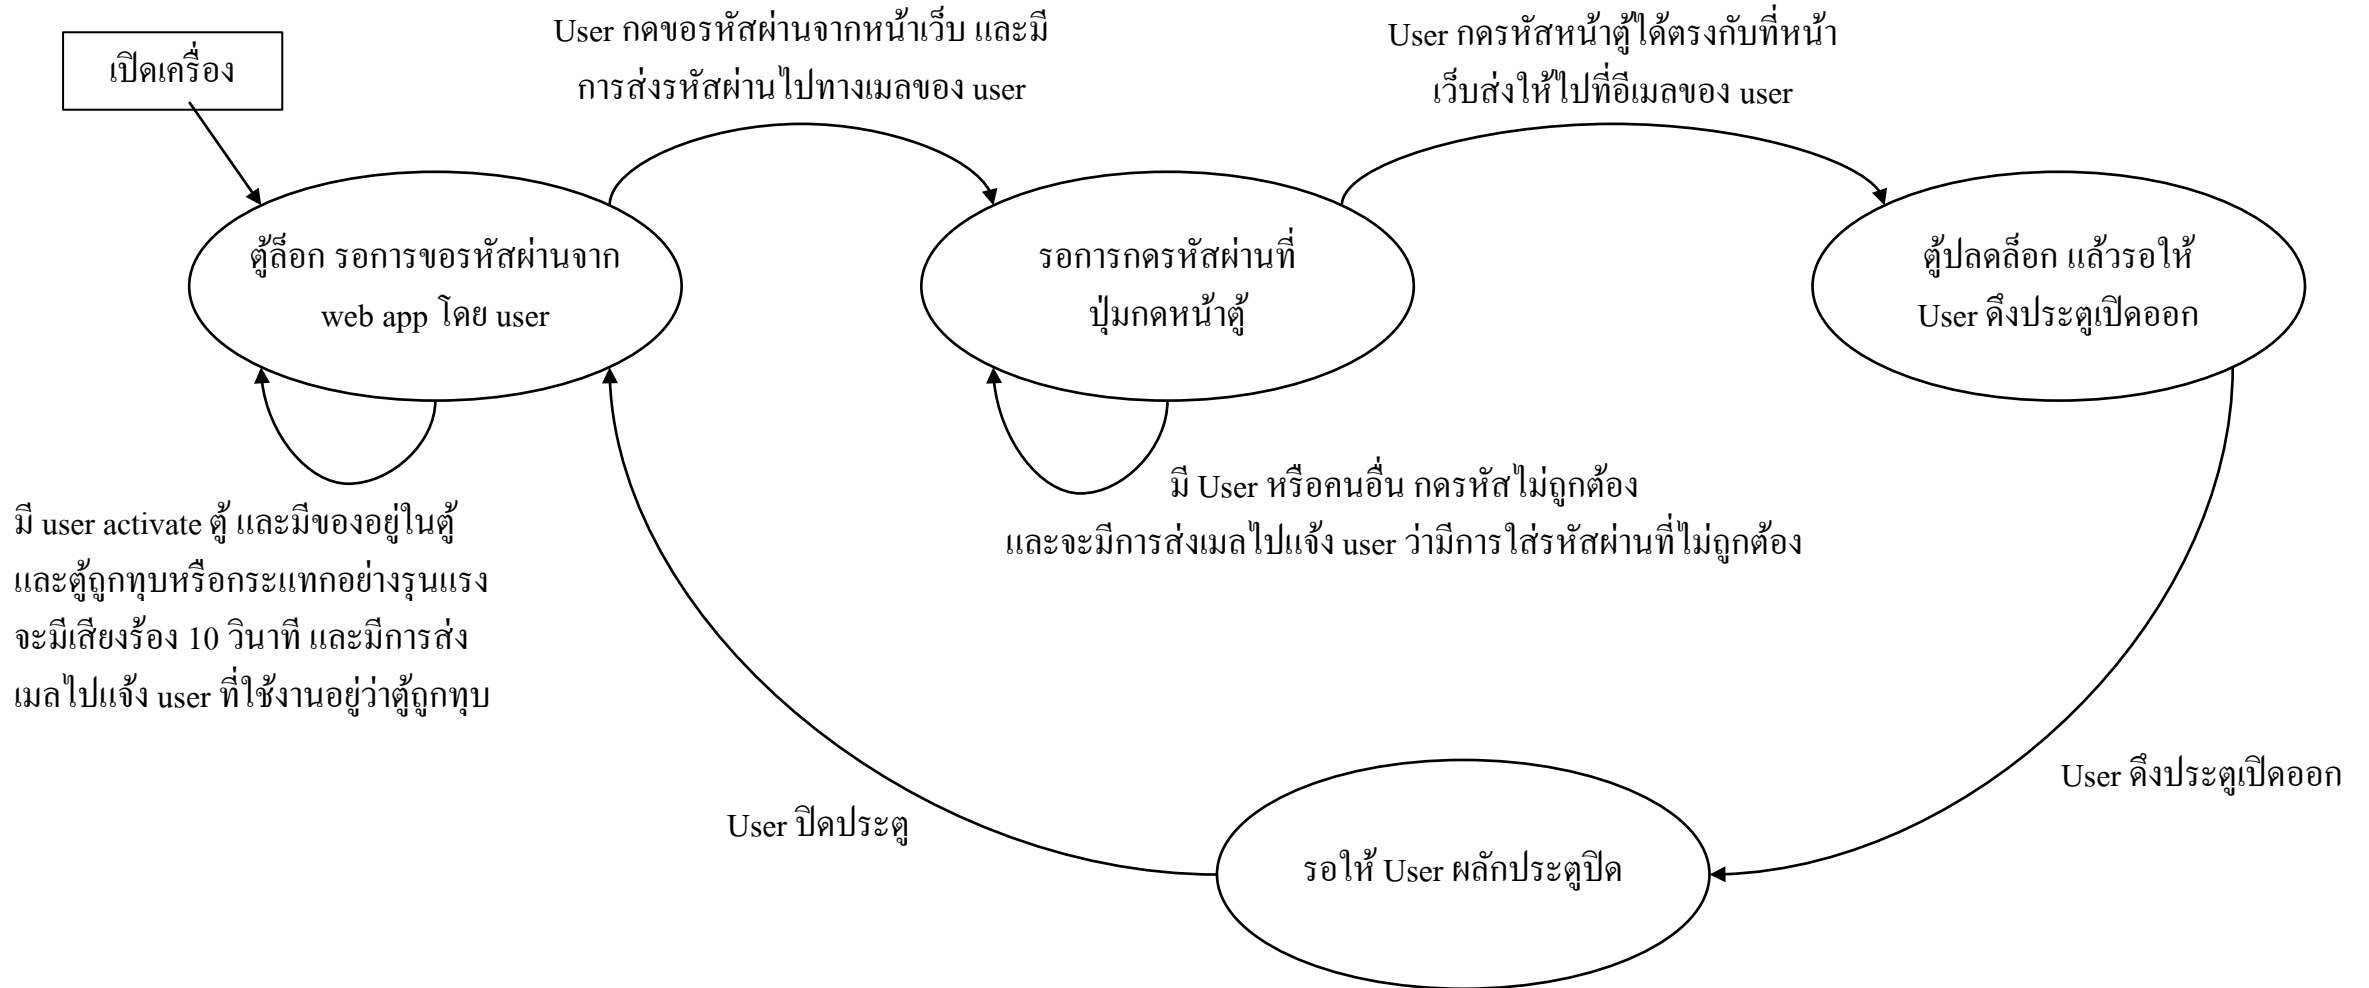 User กดขอรหัสผ่านจากหน้าเว็บ และมี
การส่งรหัสผ่านไปทางเมลของ user
User กดรหัสหน้าตู้ได้ตรงกับที่หน้า
เว็บส่งให้ไปที่อีเมลของ user
เปิดเครื่อง
ตู้ล็อก รอการขอรหัสผ่านจาก
web app โดย user
รอการกดรหัสผ่านที่
ปุ่มกดหน้าตู้
ตู้ปลดล็อก แล้วรอให้
User ดึงประตูเปิดออก
มี user activate ตู้ และมีของอยู่ในตู้
และตู้ถูกทุบหรือกระแทกอย่างรุนแรง
จะมีเสียงร้อง 10 วินาที และมีการส่ง
เมลไปแจ้ง user ที่ใช้งานอยู่ว่าตู้ถูกทุบ
มี User หรือคนอื่น กดรหัสไม่ถูกต้อง
และจะมีการส่งเมลไปแจ้ง user ว่ามีการใส่รหัสผ่านที่ไม่ถูกต้อง
User ดึงประตูเปิดออก
User ปิดประตู
รอให้ User ผลักประตูปิด